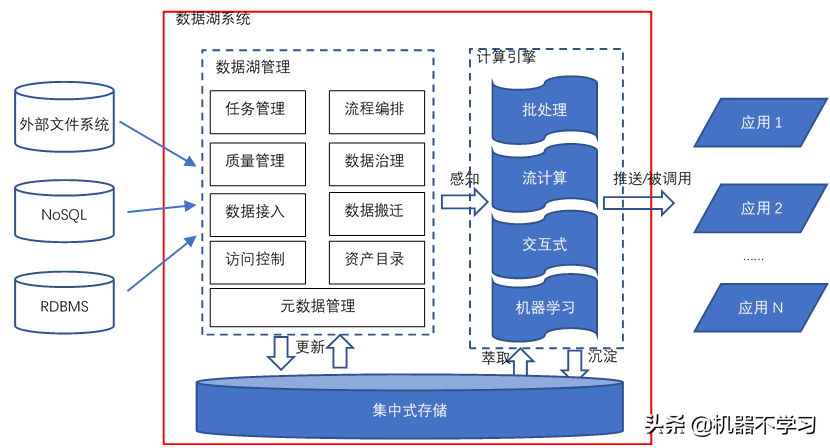 数据湖系统
外部文件系统
NoSQL
RDBMS
数据湖管理
任务管理
流程编排
质量管理
数据治理
数据接入
数据搬迁
访问控制
资产目录
元数据管理
感知
计算引擎
批处理
流计算
交互式
机器学习
推送/被调用
应用 1
应用 2
......
应用 N
更新
萃取
沉淀
集中式存储
头条 @机器不学习